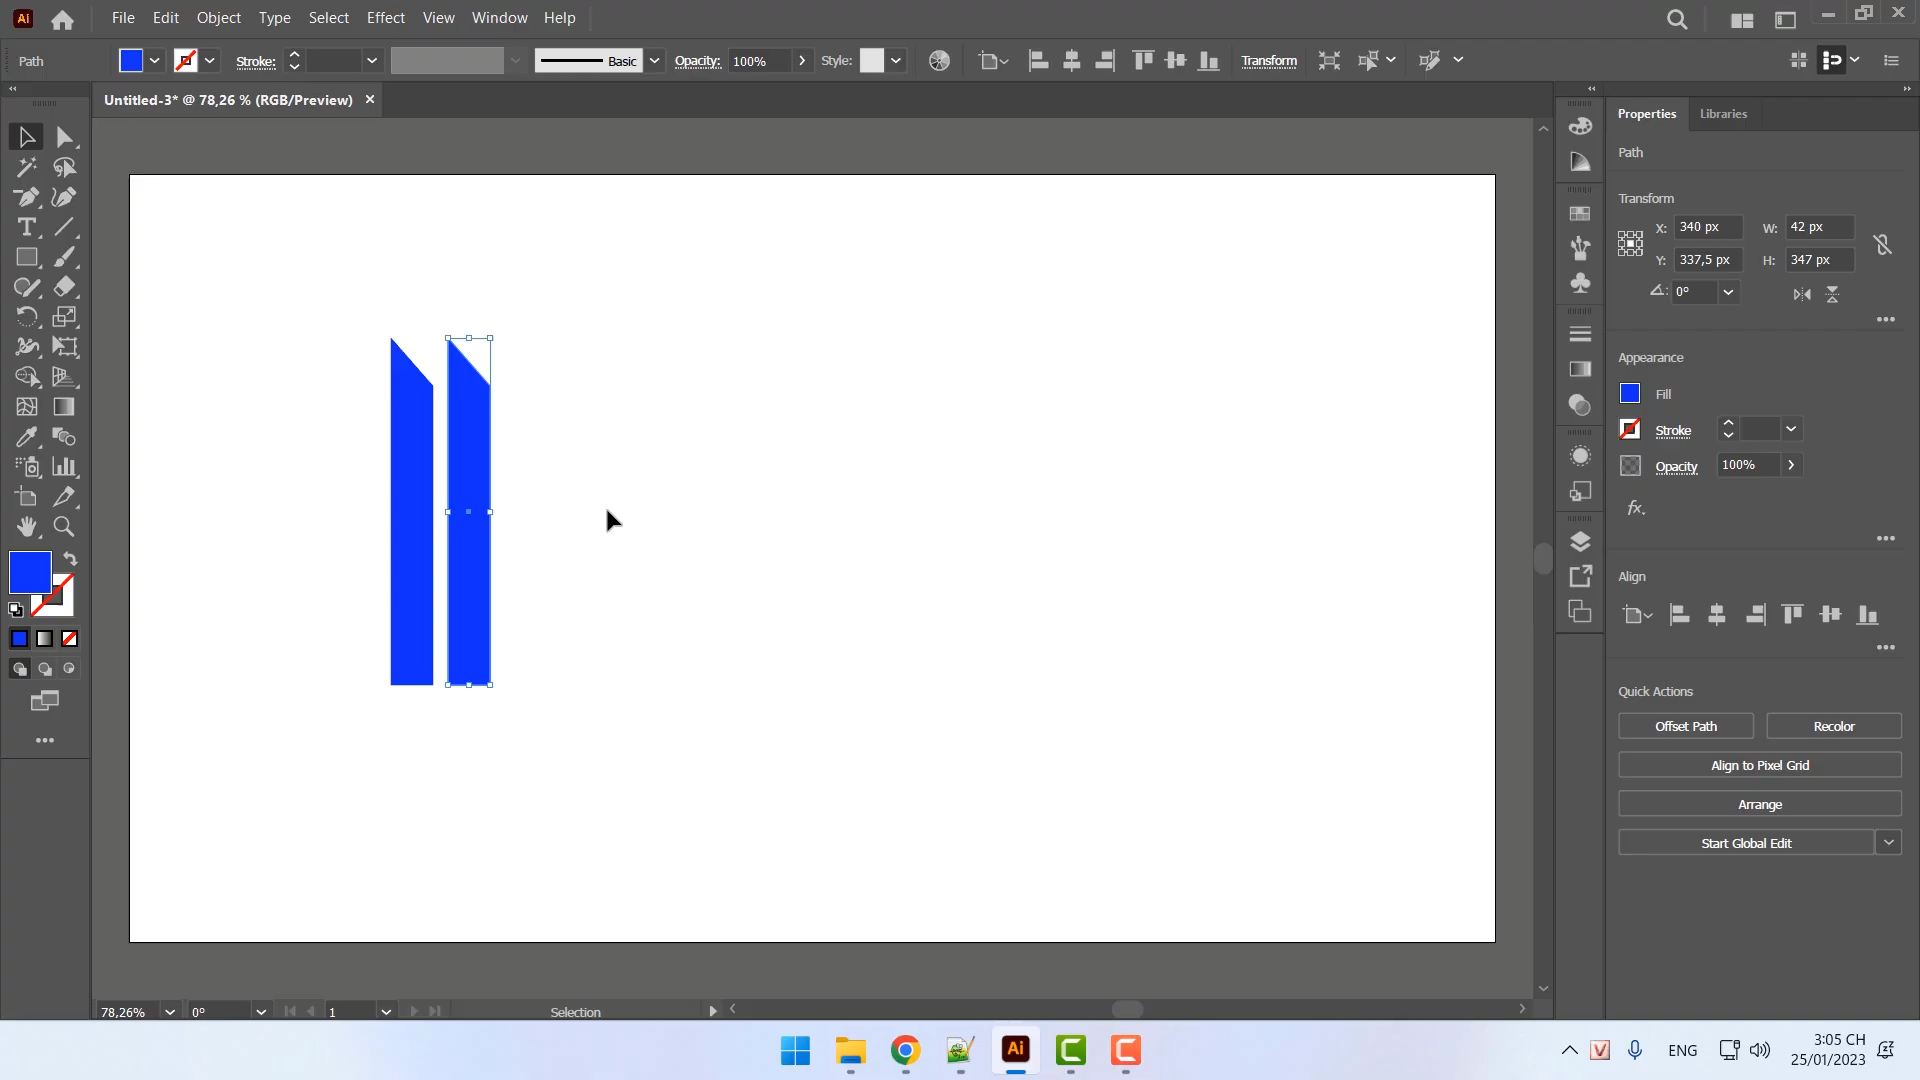 Ai File Edit Object Type Select Effect View Window Help
Path Stroke: Basic Opacity: 100% Style: Transform
Untitled-3* @ 78,26 % (RGB/Preview) ×
Properties Libraries
Path
Transform
X: 340 px W: 42 px
Y: 337,5 px H: 347 px
0°
Appearance
Fill
Stroke
Opacity 100%
fx.
Align
Quick Actions
Offset Path Recolor
Align to Pixel Grid
Arrange
Start Global Edit
78,26% 0° 1 Selection
Ai ENG 3:05 CH
25/01/2023